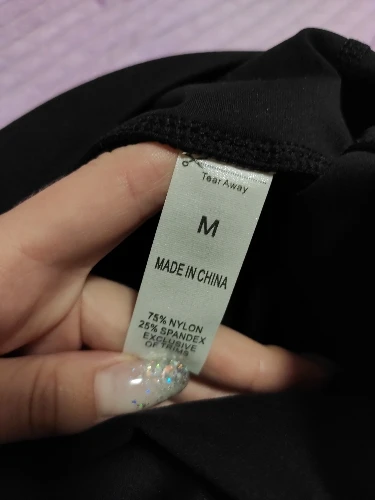 Tear Away
M
MADE IN CHINA
75% NYLON
25% SPANDEX
EXCLUSIVE
OF TRIMS